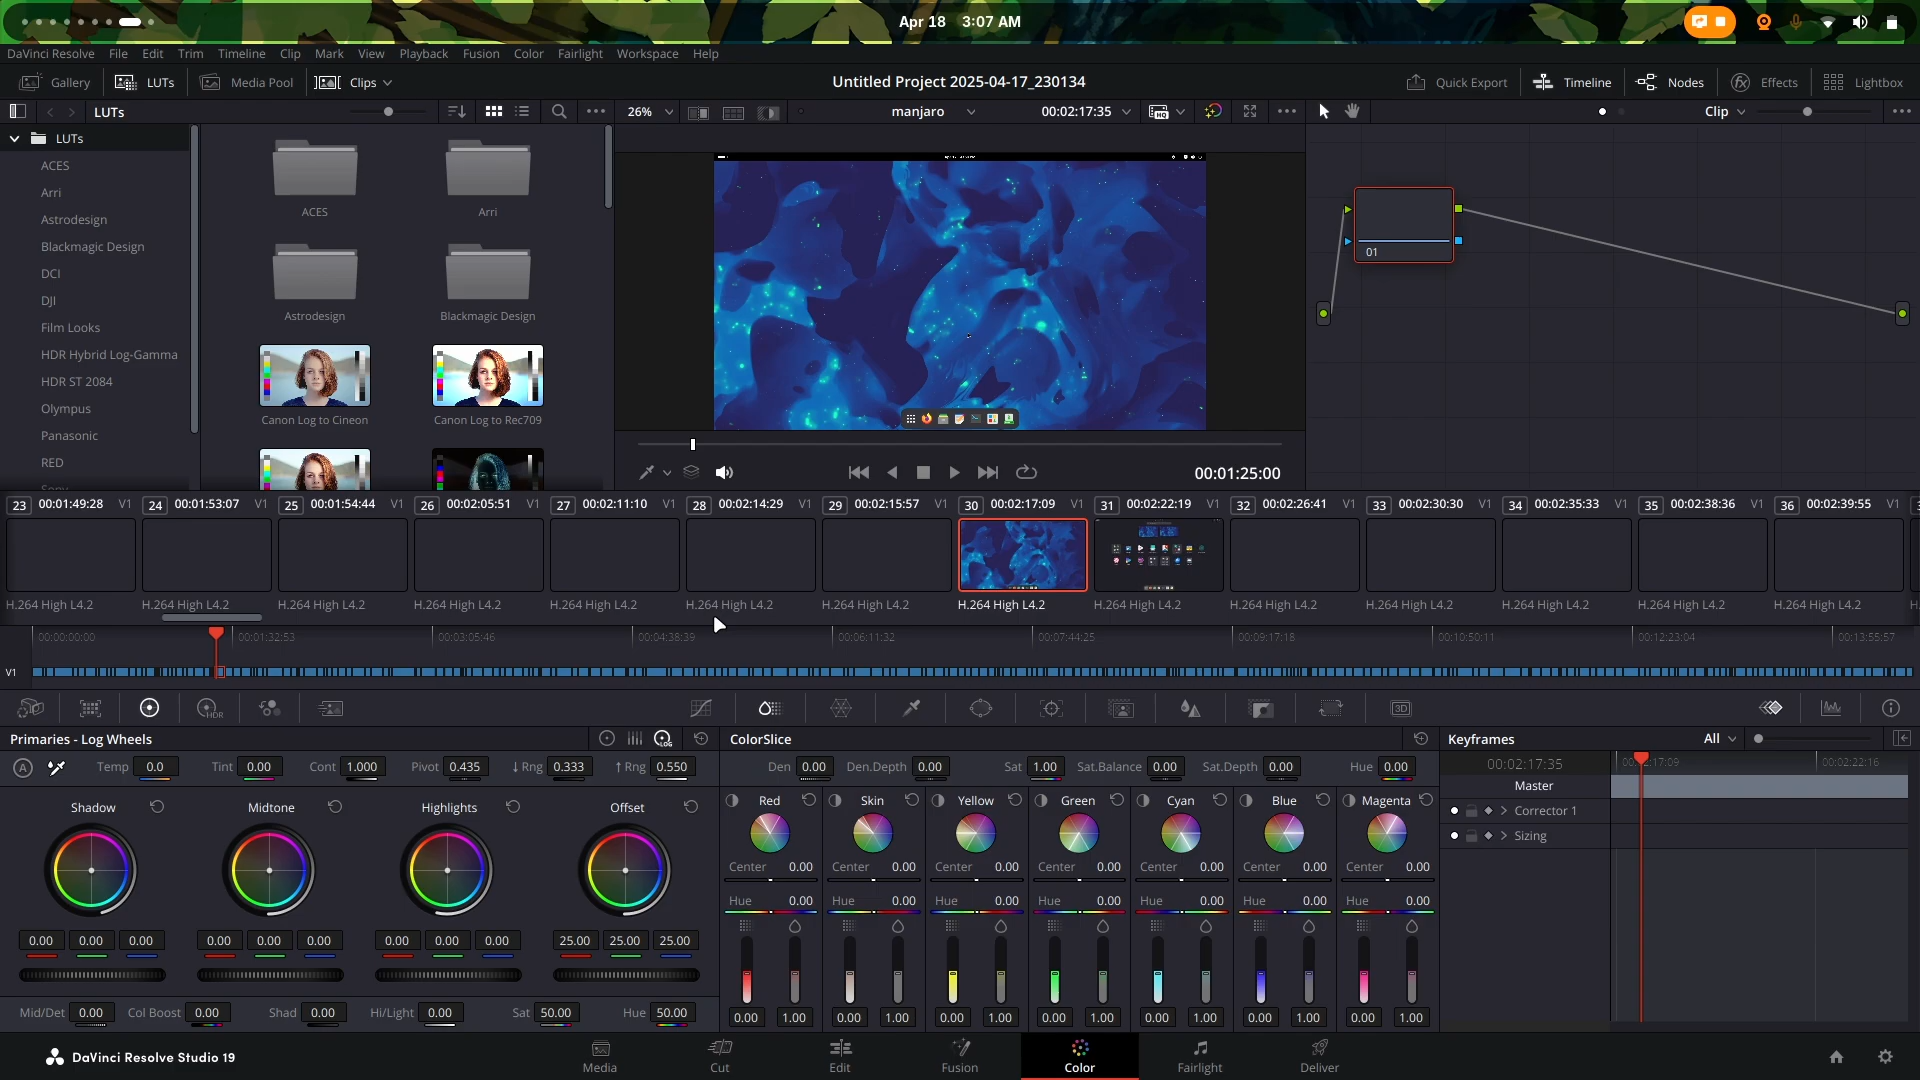 Apr 18 3:07 AM
DaVinci Resolve File Edit Trim Timeline Clip Mark View Playback Fusion Color Fairlight Workspace Help
Gallery LUTs Media Pool Clips Untitled Project 2025-04-17_230134 Quick Export Timeline Nodes Effects Lightbox
LUTs 26% manjaro 00:02:17:35 Clip
LUTs
ACES
Arri
Astrodesign
Blackmagic Design
DCI
DJI
Film Looks
HDR Hybrid Log-Gamma
HDR ST 2084
Olympus
Panasonic
RED
ACES Arri
Astrodesign Blackmagic Design
Canon Log to Cineon Canon Log to Rec709
01
00:01:25:00
23 00:01:49:28 V1 24 00:01:53:07 V1 25 00:01:54:44 V1 26 00:02:05:51 V1 27 00:02:11:10 V1 28 00:02:14:29 V1 29 00:02:15:57 V1 30 00:02:17:09 V1 31 00:02:22:19 V1 32 00:02:26:41 V1 33 00:02:30:30 V1 34 00:02:35:33 V1 35 00:02:38:36 V1 36 00:02:39:55 V1
H.264 High L4.2 H.264 High L4.2 H.264 High L4.2 H.264 High L4.2 H.264 High L4.2 H.264 High L4.2 H.264 High L4.2 H.264 High L4.2 H.264 High L4.2 H.264 High L4.2 H.264 High L4.2 H.264 High L4.2 H.264 High L4.2 H.264 High L4.2
00:00:00:00 00:01:32:53 00:03:05:46 00:04:38:39 00:06:11:32 00:07:44:25 00:09:17:18 00:10:50:11 00:12:23:04 00:13:55:57
V1
HDR 3D
Primaries - Log Wheels LOG ColorSlice Keyframes All
A Temp 0.0 Tint 0.00 Cont 1.000 Pivot 0.435 ↓ Rng 0.333 ↑ Rng 0.550
Den 0.00 Den.Depth 0.00 Sat 1.00 Sat.Balance 0.00 Sat.Depth 0.00 Hue 0.00
00:02:17:35 00:02:22:16
Master
Corrector 1
Sizing
Shadow Midtone Highlights Offset
0.00 0.00 0.00 0.00 0.00 0.00 0.00 0.00 0.00 25.00 25.00 25.00
Mid/Det 0.00 Col Boost 0.00 Shad 0.00 Hi/Light 0.00 Sat 50.00 Hue 50.00
Red Skin Yellow Green Cyan Blue Magenta
Center 0.00 Center 0.00 Center 0.00 Center 0.00 Center 0.00 Center 0.00 Center 0.00
Hue 0.00 Hue 0.00 Hue 0.00 Hue 0.00 Hue 0.00 Hue 0.00 Hue 0.00
0.00 1.00 0.00 1.00 0.00 1.00 0.00 1.00 0.00 1.00 0.00 1.00 0.00 1.00
DaVinci Resolve Studio 19 Media Cut Edit Fusion Color Fairlight Deliver